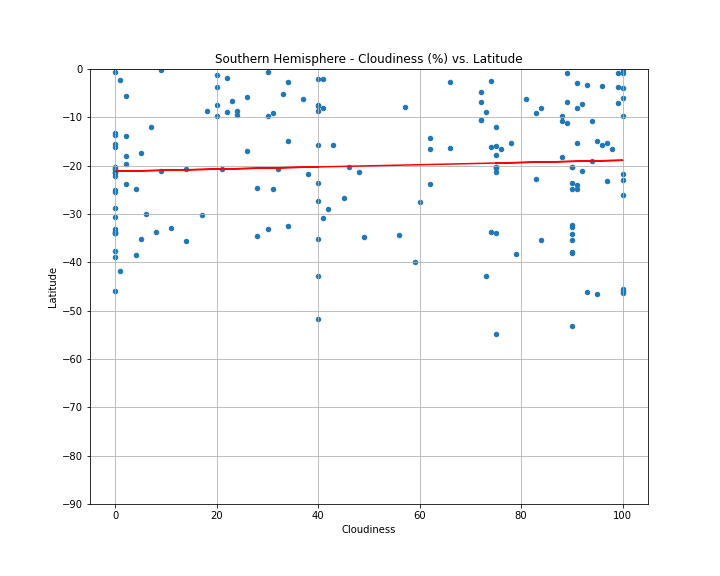 Southern Hemisphere - Cloudiness (%) vs. Latitude
0
−10
−20
−30
−40
−50
−60
−70
−80
−90
Latitude
0 20 40 60 80 100
Cloudiness